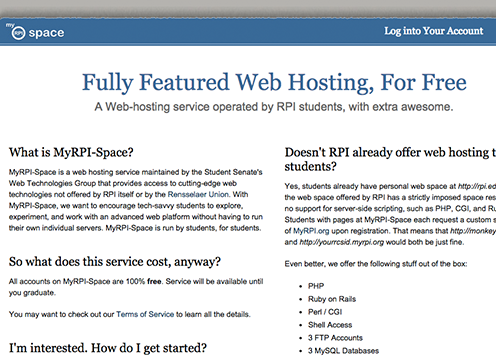 my RPI space
Log into Your Account
Fully Featured Web Hosting, For Free
A Web-hosting service operated by RPI students, with extra awesome.
What is MyRPI-Space?
MyRPI-Space is a web hosting service maintained by the Student Senate's
Web Technologies Group that provides access to cutting-edge web
technologies not offered by RPI itself or by the Rensselaer Union. With
MyRPI-Space, we want to encourage tech-savvy students to explore,
experiment, and work with an advanced web platform without having to run
their own individual servers. MyRPI-Space is run by students, for students.
So what does this service cost, anyway?
All accounts on MyRPI-Space are 100% free. Service will be available until
you graduate.
You may want to check out our Terms of Service to learn all the details.
I'm interested. How do I get started?
Doesn't RPI already offer web hosting t
students?
Yes, students already have personal web space at http://rpi.ed
the web space offered by RPI has a strictly imposed space res
no support for server-side scripting, such as PHP, CGI, and Ru
Students with pages at MyRPI-Space each request a custom s
of MyRPI.org upon registration. That means that http://monkey
and http://yourrcsid.myrpi.org would both be just fine.
Even better, we offer the following stuff out of the box:
• PHP
• Ruby on Rails
• Perl / CGI
• Shell Access
• 3 FTP Accounts
• 3 MySQL Databases